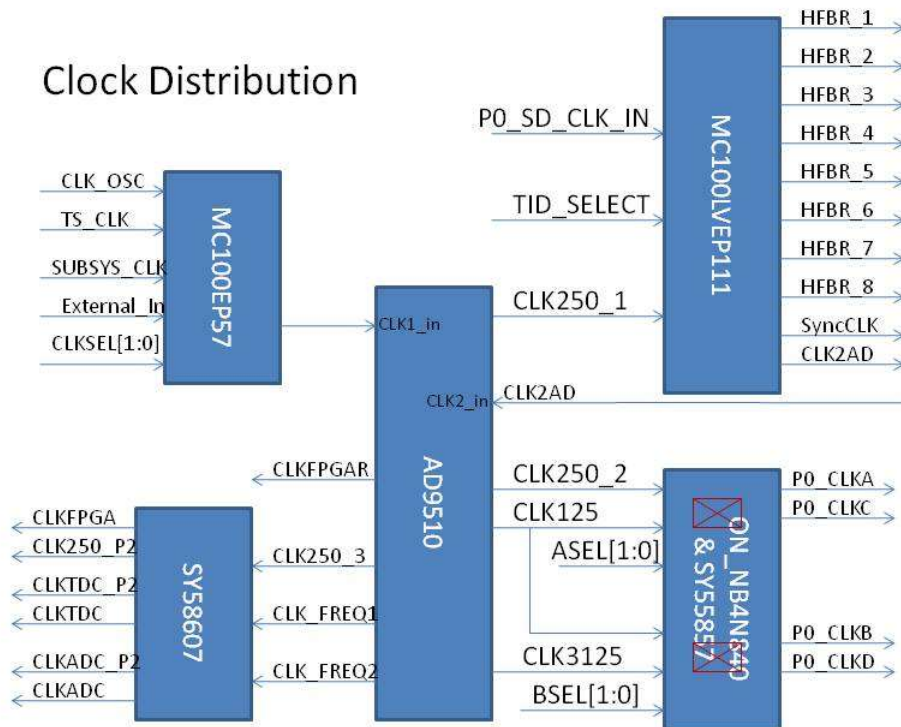 Clock Distribution
CLK_OSC
TS_CLK
SUBSYS_CLK
External_In
CLKSEL[1:0]
MC100EP57
P0_SD_CLK_IN
TID_SELECT
CLK250_1
MC100LVEP111
HFBR_1
HFBR_2
HFBR_3
HFBR_4
HFBR_5
HFBR_6
HFBR_7
HFBR_8
SyncCLK
CLK2AD
CLK1_in
CLK2_in
CLK2AD
AD9510
CLKFPGAR
CLK250_3
CLK_FREQ1
CLK_FREQ2
SY58607
CLKFPGA
CLK250_P2
CLKTDC_P2
CLKTDC
CLKADC_P2
CLKADC
CLK250_2
CLK125
ASEL[1:0]
CLK3125
BSEL[1:0]
ON_NB4N840
& SY55857
P0_CLKA
P0_CLKC
P0_CLKB
P0_CLKD